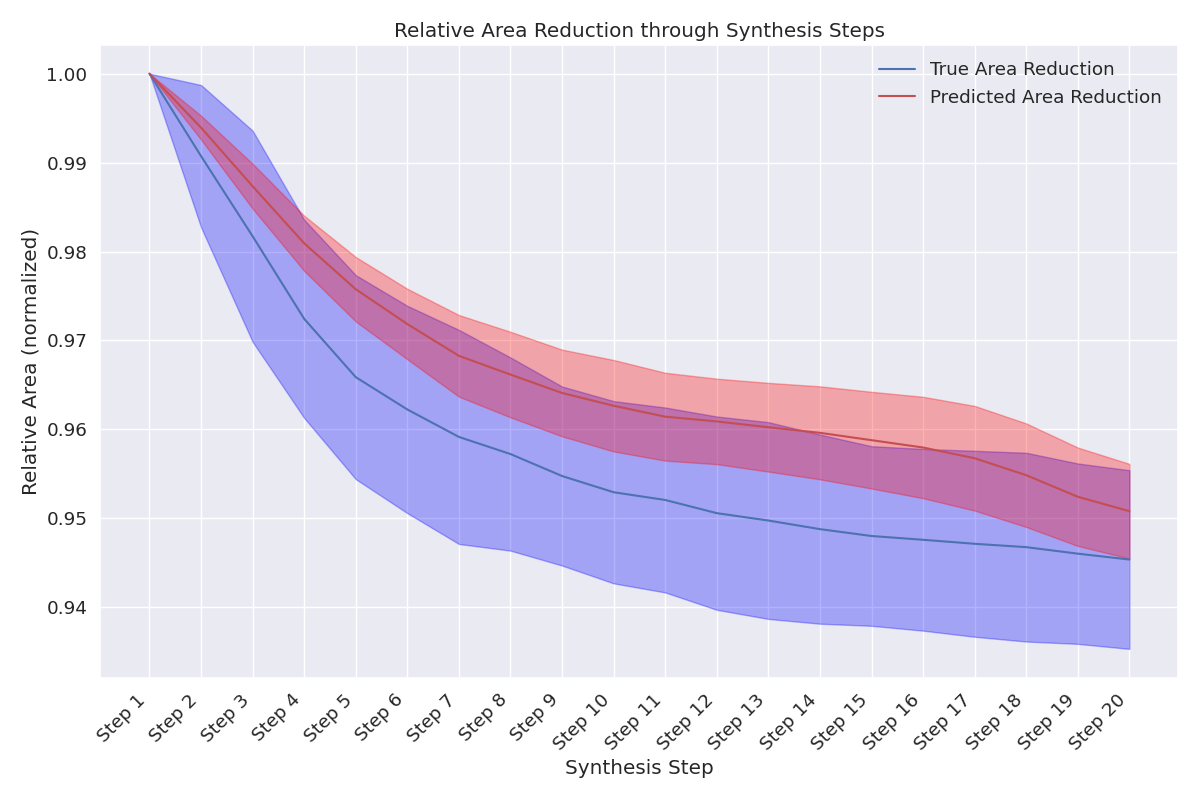 Relative Area Reduction through Synthesis Steps
True Area Reduction
Predicted Area Reduction
Relative Area (normalized)
1.00
0.99
0.98
0.97
0.96
0.95
0.94
Step 1
Step 2
Step 3
Step 4
Step 5
Step 6
Step 7
Step 8
Step 9
Step 10
Step 11
Step 12
Step 13
Step 14
Step 15
Step 16
Step 17
Step 18
Step 19
Step 20
Synthesis Step